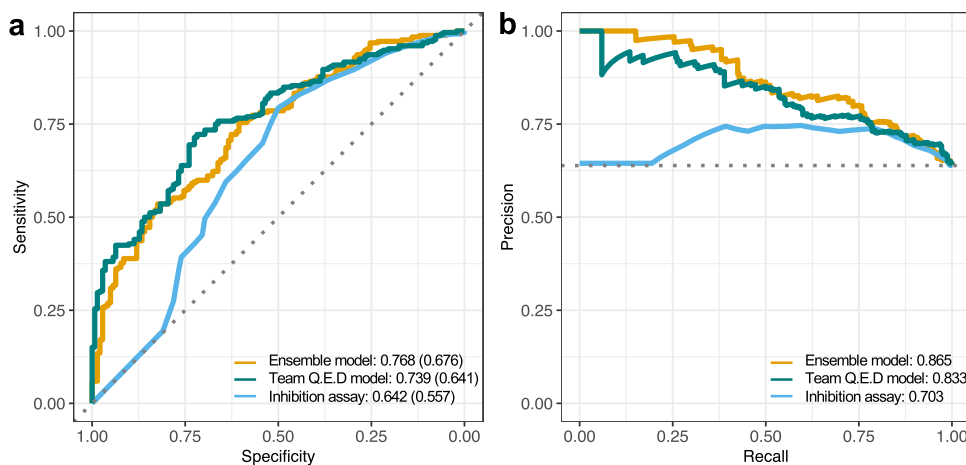 a
1.00
0.75
0.50
0.25
0.00
Sensitivity
1.00
0.75
0.50
0.25
0.00
Specificity
Ensemble model: 0.768 (0.676)
Team Q.E.D model: 0.739 (0.641)
Inhibition assay: 0.642 (0.557)
b
1.00
0.75
0.50
0.25
0.00
Precision
0.00
0.25
0.50
0.75
1.00
Recall
Ensemble model: 0.865
Team Q.E.D model: 0.833
Inhibition assay: 0.703